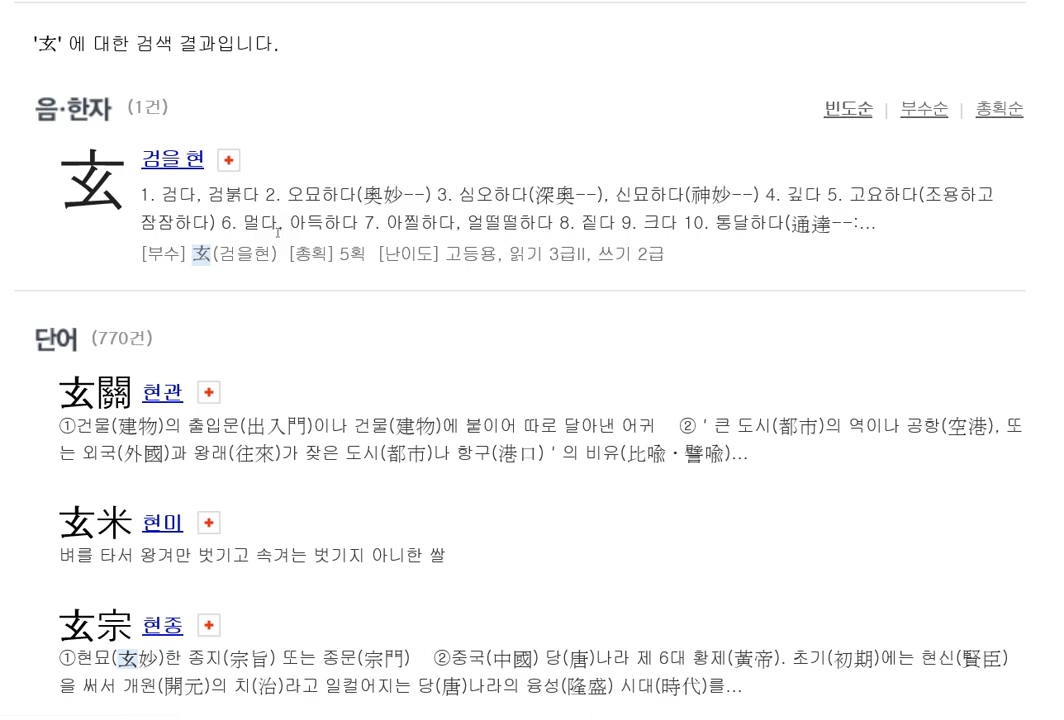 '玄' 에 대한 검색 결과입니다.
음·한자 (1건) 빈도순 | 부수순 | 총획순
玄 검을 현
1. 검다, 검붉다 2. 오묘하다(奧妙--) 3. 심오하다(深奧--), 신묘하다(神妙--) 4. 깊다 5. 고요하다(조용하고
잠잠하다) 6. 멀다, 아득하다 7. 아찔하다, 얼떨떨하다 8. 짙다 9. 크다 10. 통달하다(通達--:...
[부수] 玄(검을현) [총획] 5획 [난이도] 고등용, 읽기 3급II, 쓰기 2급
단어 (770건)
玄關 현관
①건물(建物)의 출입문(出入門)이나 건물(建物)에 붙이어 따로 달아낸 어귀 ② ' 큰 도시(都市)의 역이나 공항(空港), 또
는 외국(外國)과 왕래(往來)가 잦은 도시(都市)나 항구(港口) ' 의 비유(比喩·譬喩)...
玄米 현미
벼를 타서 왕겨만 벗기고 속겨는 벗기지 아니한 쌀
玄宗 현종
①현묘(玄妙)한 종지(宗旨) 또는 종문(宗門) ②중국(中國) 당(唐)나라 제 6대 황제(黃帝). 초기(初期)에는 현신(賢臣)
을 써서 개원(開元)의 치(治)라고 일컬어지는 당(唐)나라의 융성(隆盛) 시대(時代)를...